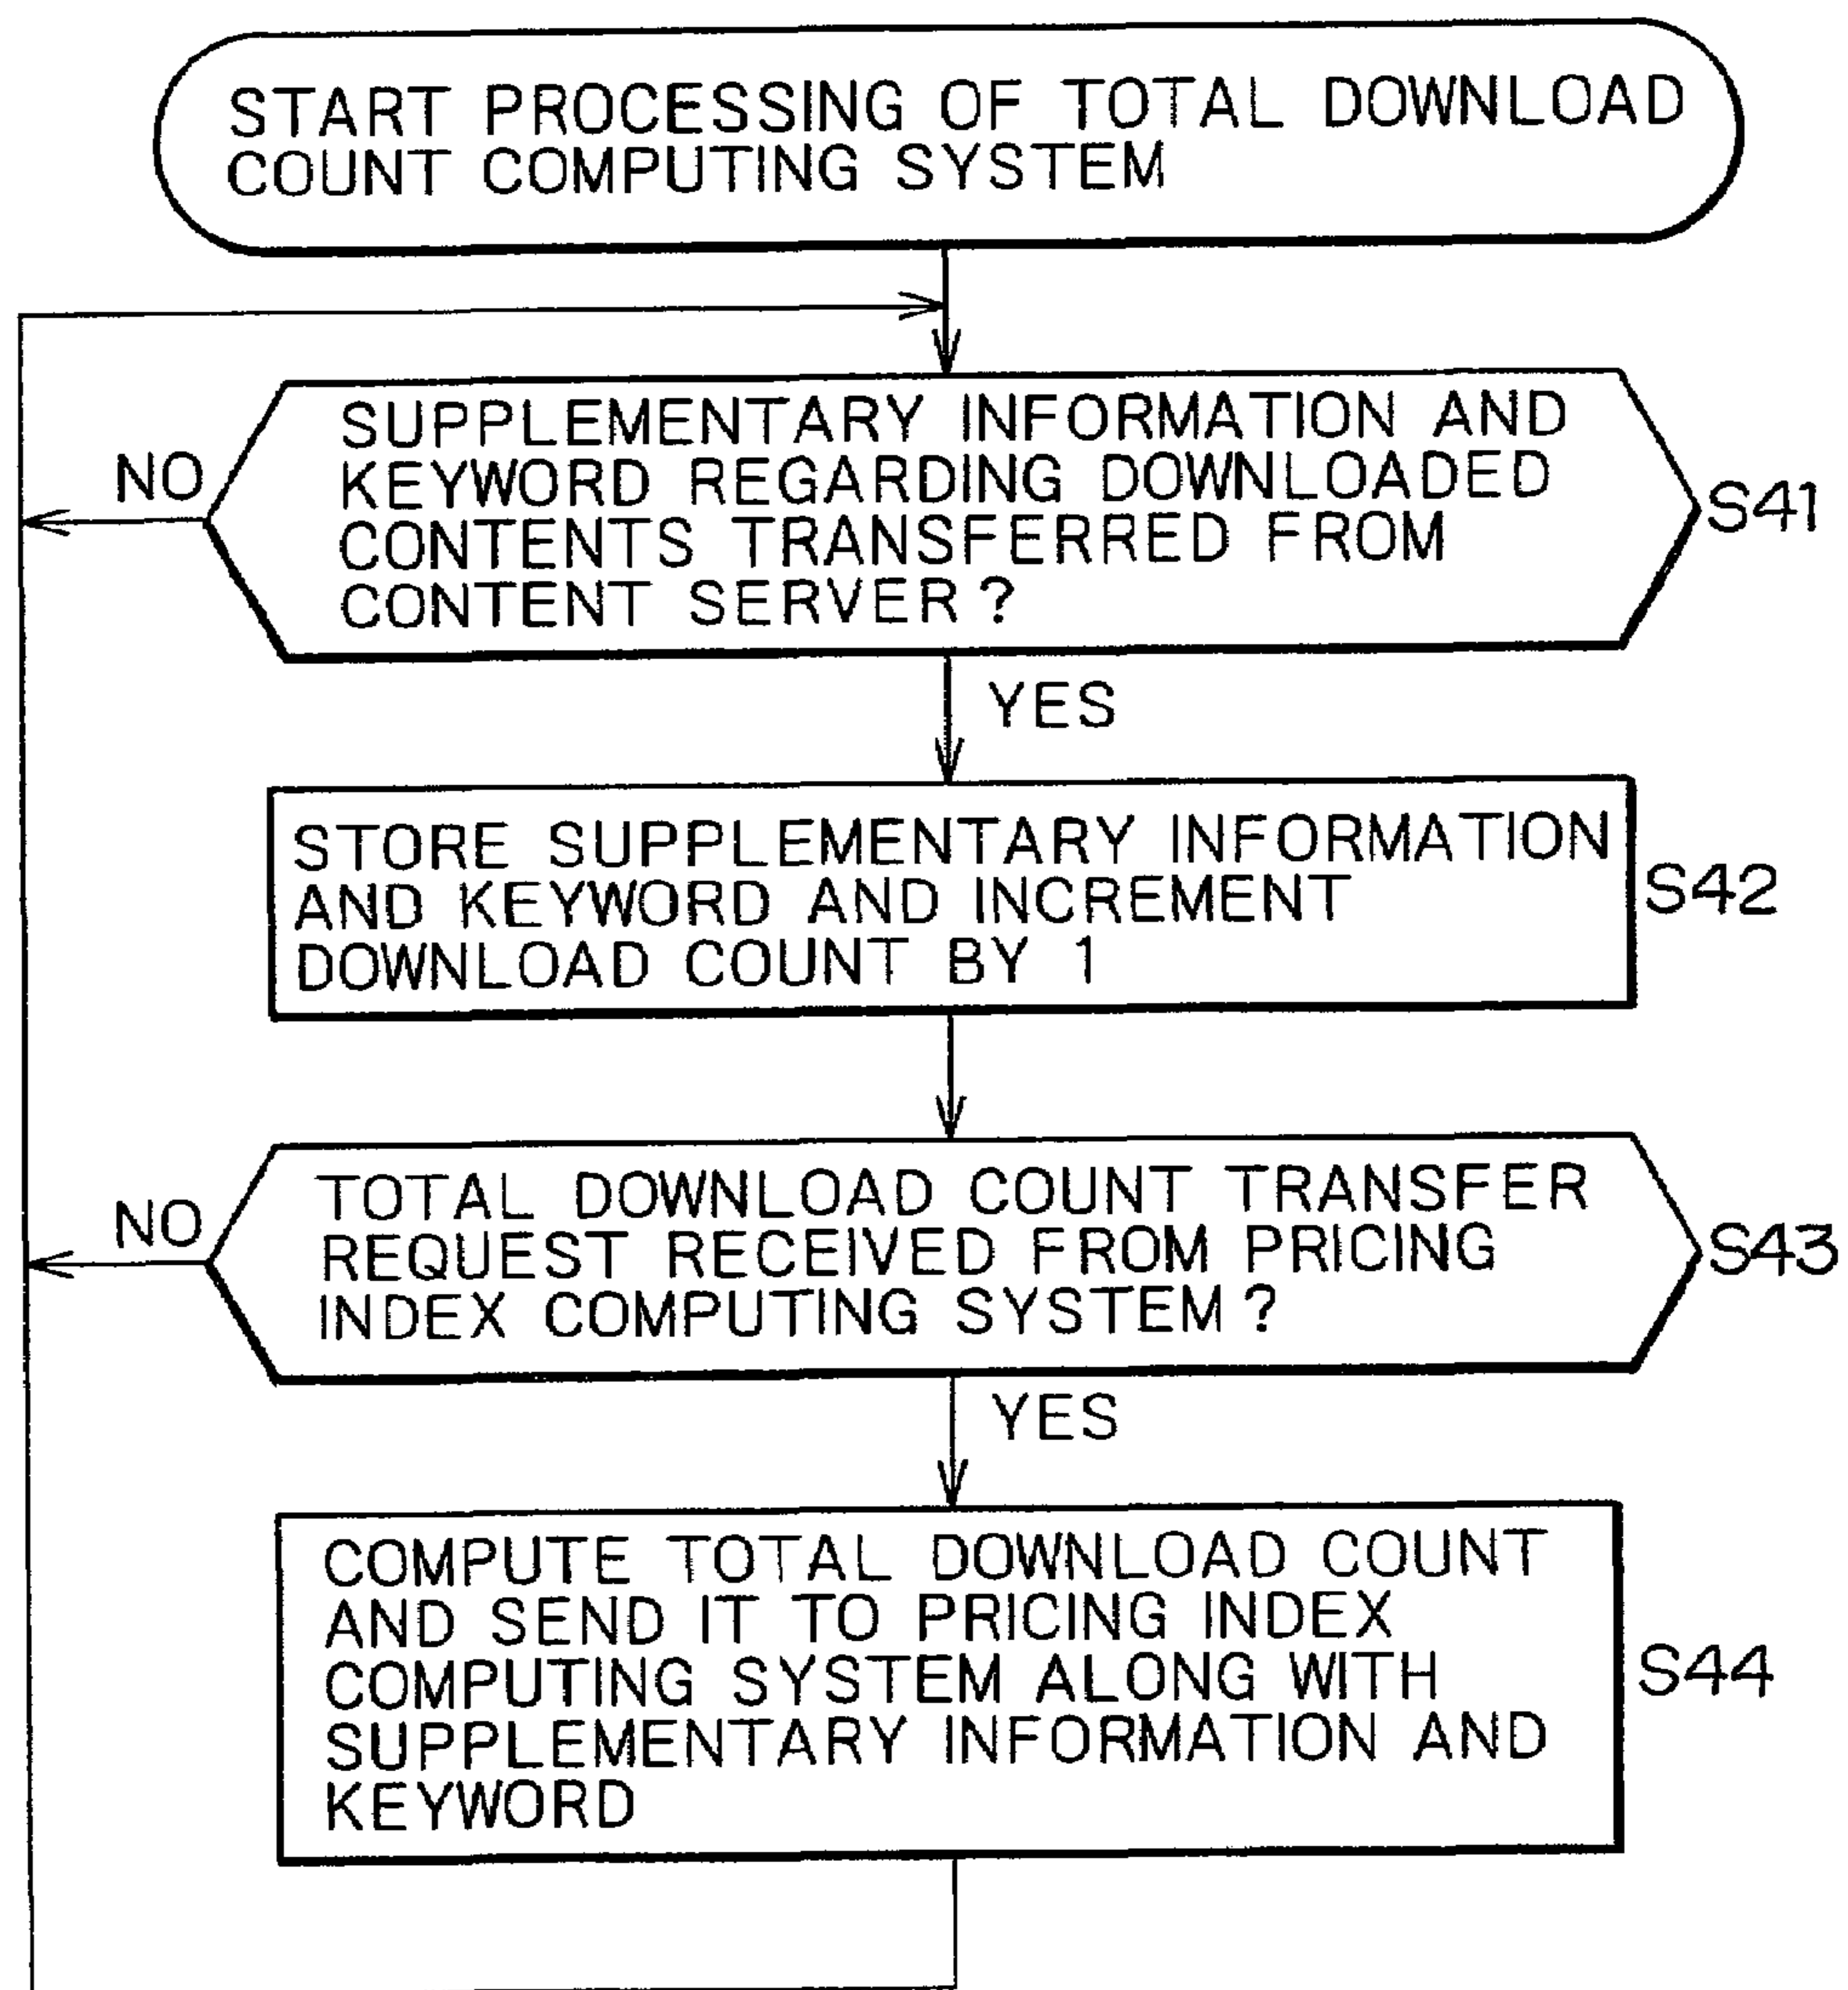 START PROCESSING OF TOTAL DOWNLOAD
COUNT COMPUTING SYSTEM
SUPPLEMENTARY INFORMATION AND
KEYWORD REGARDING DOWNLOADED
CONTENTS TRANSFERRED FROM
CONTENT SERVER?
NO
S41
YES
STORE SUPPLEMENTARY INFORMATION
AND KEYWORD AND INCREMENT
DOWNLOAD COUNT BY 1
S42
TOTAL DOWNLOAD COUNT TRANSFER
REQUEST RECEIVED FROM PRICING
INDEX COMPUTING SYSTEM?
NO
S43
YES
COMPUTE TOTAL DOWNLOAD COUNT
AND SEND IT TO PRICING INDEX
COMPUTING SYSTEM ALONG WITH
SUPPLEMENTARY INFORMATION AND
KEYWORD
S44